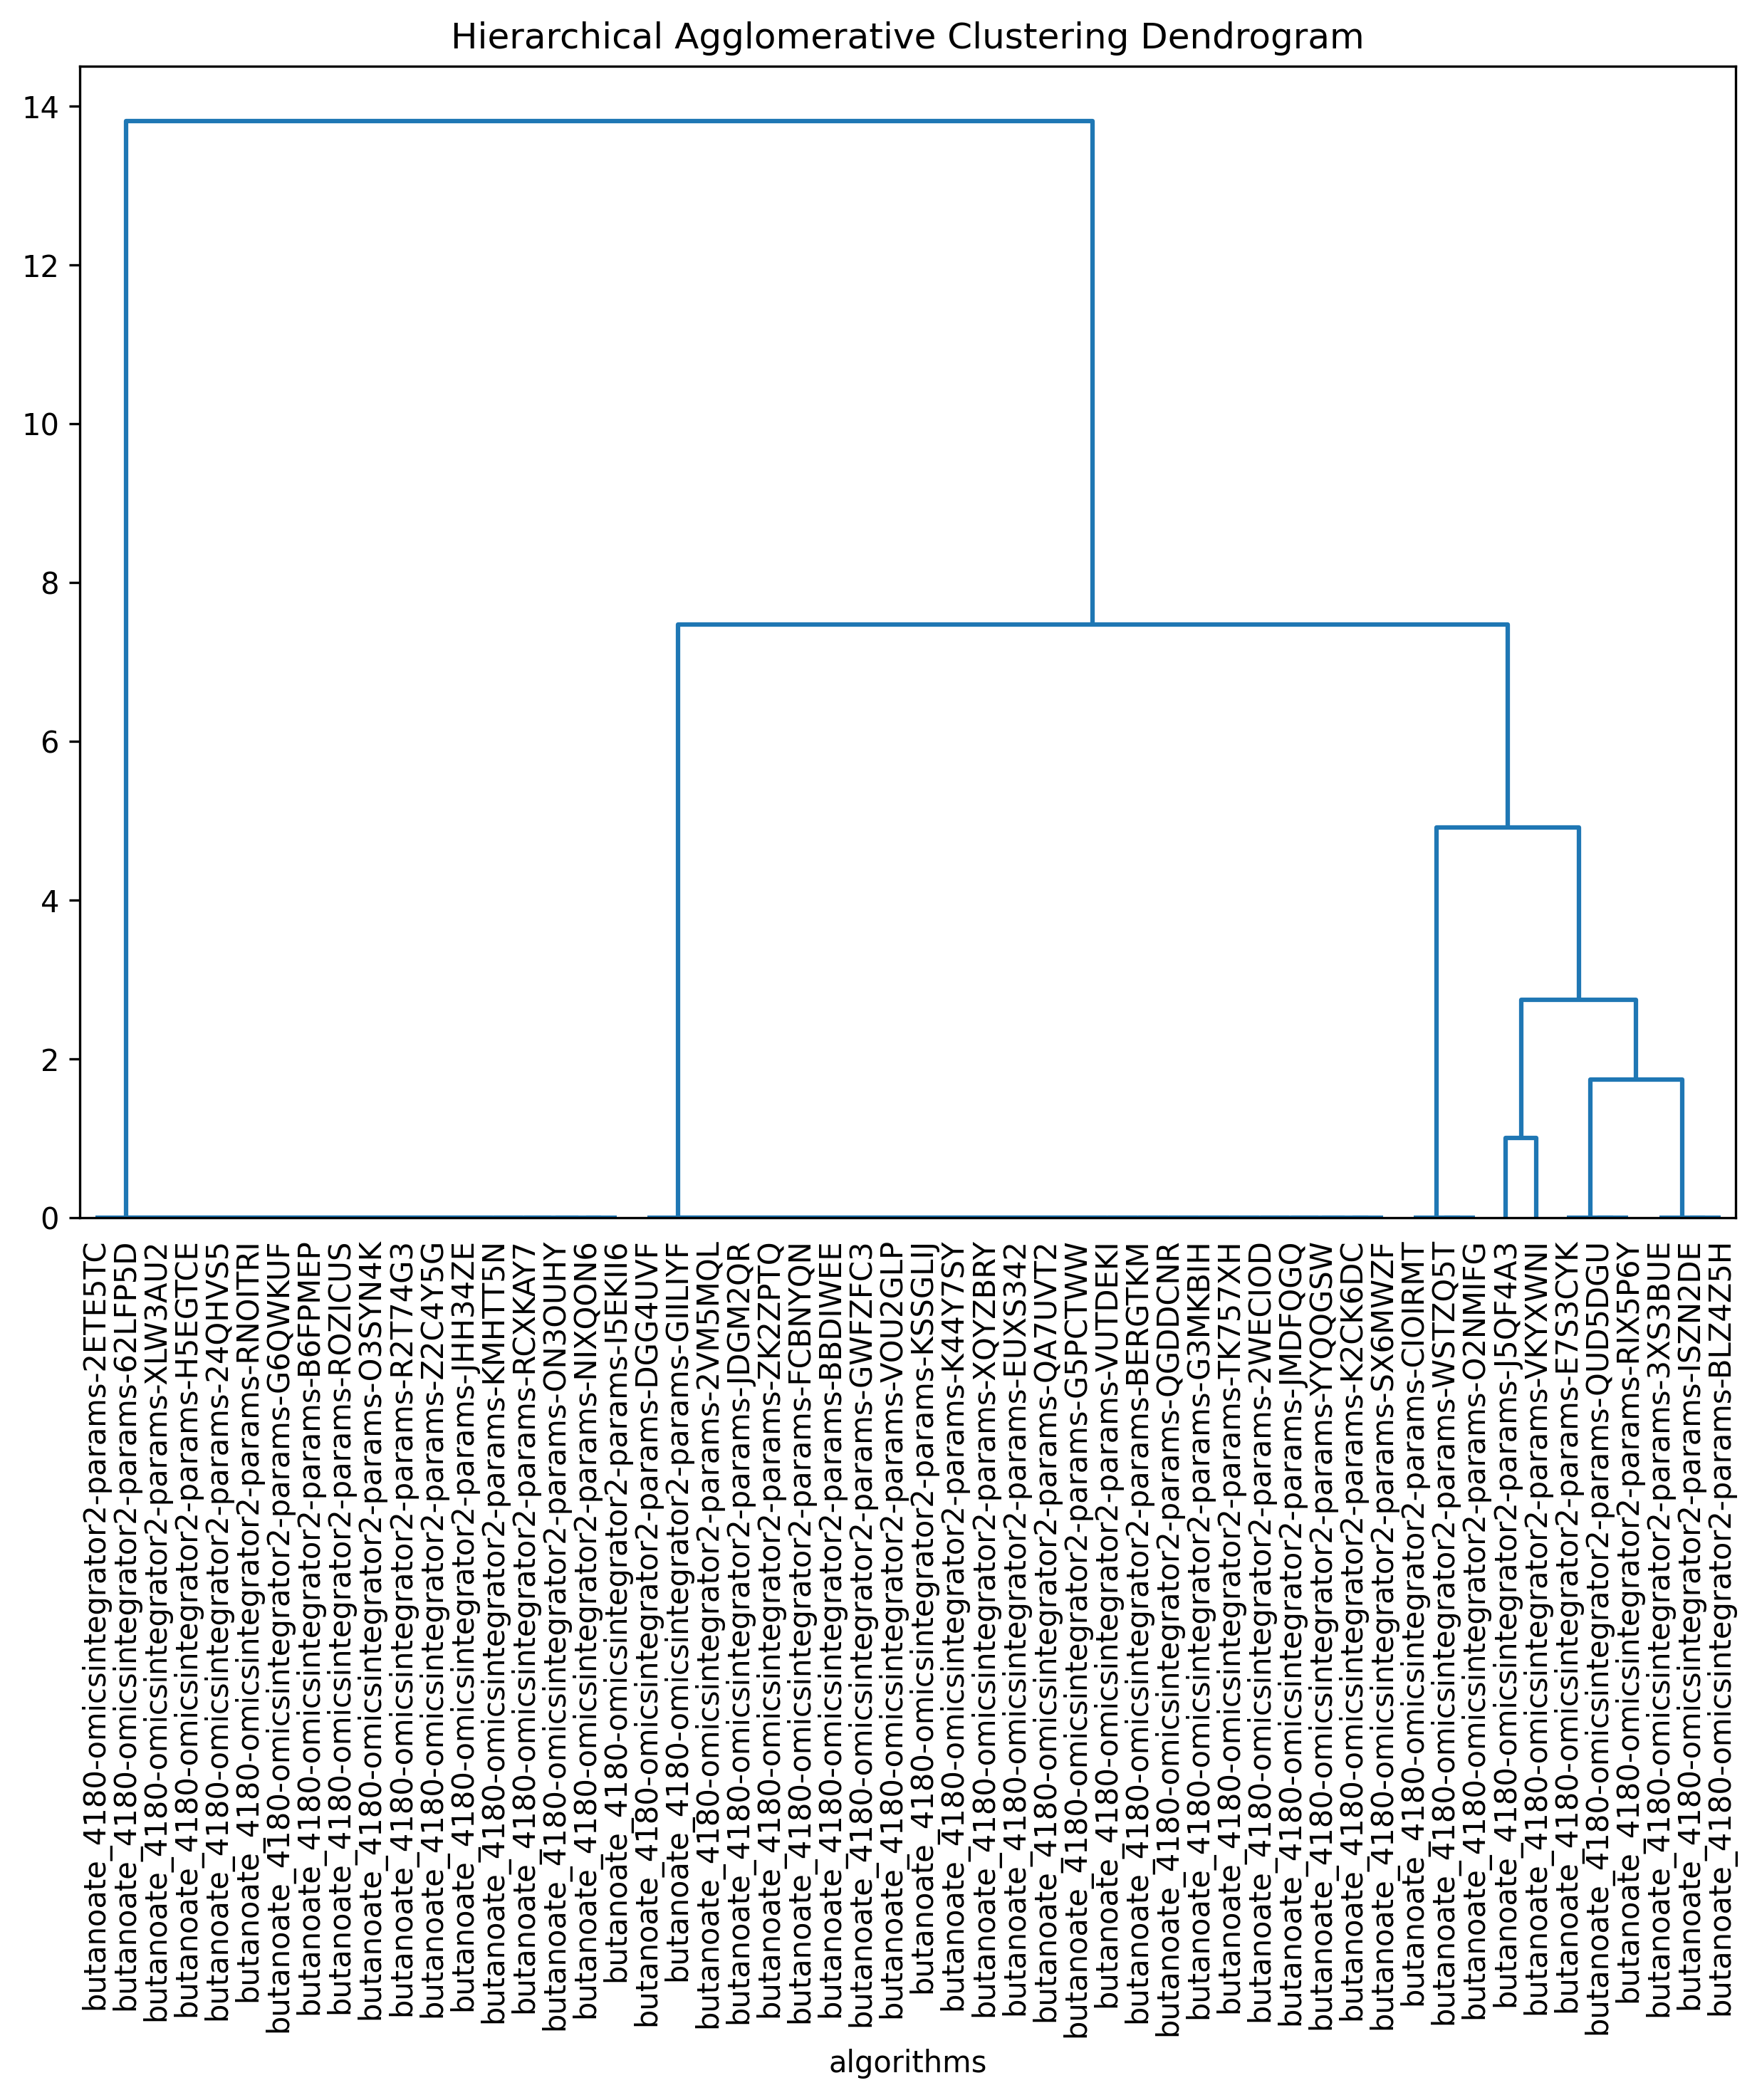 Hierarchical Agglomerative Clustering Dendrogram
14
12
10
8
6
4
2
0
butanoate_4180-omicsintegrator2-params-2ETE5TC
butanoate_4180-omicsintegrator2-params-62LFP5D
butanoate_4180-omicsintegrator2-params-XLW3AU2
butanoate_4180-omicsintegrator2-params-H5EGTCE
butanoate_4180-omicsintegrator2-params-24QHVS5
butanoate_4180-omicsintegrator2-params-RNOITRI
butanoate_4180-omicsintegrator2-params-G6QWKUF
butanoate_4180-omicsintegrator2-params-B6FPMEP
butanoate_4180-omicsintegrator2-params-ROZICUS
butanoate_4180-omicsintegrator2-params-O3SYN4K
butanoate_4180-omicsintegrator2-params-R2T74G3
butanoate_4180-omicsintegrator2-params-Z2C4Y5G
butanoate_4180-omicsintegrator2-params-JHH34ZE
butanoate_4180-omicsintegrator2-params-KMHTT5N
butanoate_4180-omicsintegrator2-params-RCXKAY7
butanoate_4180-omicsintegrator2-params-ON3OUHY
butanoate_4180-omicsintegrator2-params-NIXQON6
butanoate_4180-omicsintegrator2-params-I5EKII6
butanoate_4180-omicsintegrator2-params-DGG4UVF
butanoate_4180-omicsintegrator2-params-GIILIYF
butanoate_4180-omicsintegrator2-params-2VM5MQL
butanoate_4180-omicsintegrator2-params-JDGM2QR
butanoate_4180-omicsintegrator2-params-ZK2ZPTQ
butanoate_4180-omicsintegrator2-params-FCBNYQN
butanoate_4180-omicsintegrator2-params-BBDIWEE
butanoate_4180-omicsintegrator2-params-GWFZFC3
butanoate_4180-omicsintegrator2-params-VOU2GLP
butanoate_4180-omicsintegrator2-params-KSSGLIJ
butanoate_4180-omicsintegrator2-params-K44Y7SY
butanoate_4180-omicsintegrator2-params-XQYZBRY
butanoate_4180-omicsintegrator2-params-EUXS342
butanoate_4180-omicsintegrator2-params-QA7UVT2
butanoate_4180-omicsintegrator2-params-G5PCTWW
butanoate_4180-omicsintegrator2-params-VUTDEKI
butanoate_4180-omicsintegrator2-params-BERGTKM
butanoate_4180-omicsintegrator2-params-QGDDCNR
butanoate_4180-omicsintegrator2-params-G3MKBIH
butanoate_4180-omicsintegrator2-params-TK757XH
butanoate_4180-omicsintegrator2-params-2WECIOD
butanoate_4180-omicsintegrator2-params-JMDFQGQ
butanoate_4180-omicsintegrator2-params-YYQQGSW
butanoate_4180-omicsintegrator2-params-K2CK6DC
butanoate_4180-omicsintegrator2-params-SX6MWZF
butanoate_4180-omicsintegrator2-params-CIOIRMT
butanoate_4180-omicsintegrator2-params-WSTZQ5T
butanoate_4180-omicsintegrator2-params-O2NMIFG
butanoate_4180-omicsintegrator2-params-J5QF4A3
butanoate_4180-omicsintegrator2-params-VKYXWNI
butanoate_4180-omicsintegrator2-params-E7S3CYK
butanoate_4180-omicsintegrator2-params-QUD5DGU
butanoate_4180-omicsintegrator2-params-RIX5P6Y
butanoate_4180-omicsintegrator2-params-3XS3BUE
butanoate_4180-omicsintegrator2-params-ISZN2DE
butanoate_4180-omicsintegrator2-params-BLZ4Z5H
algorithms